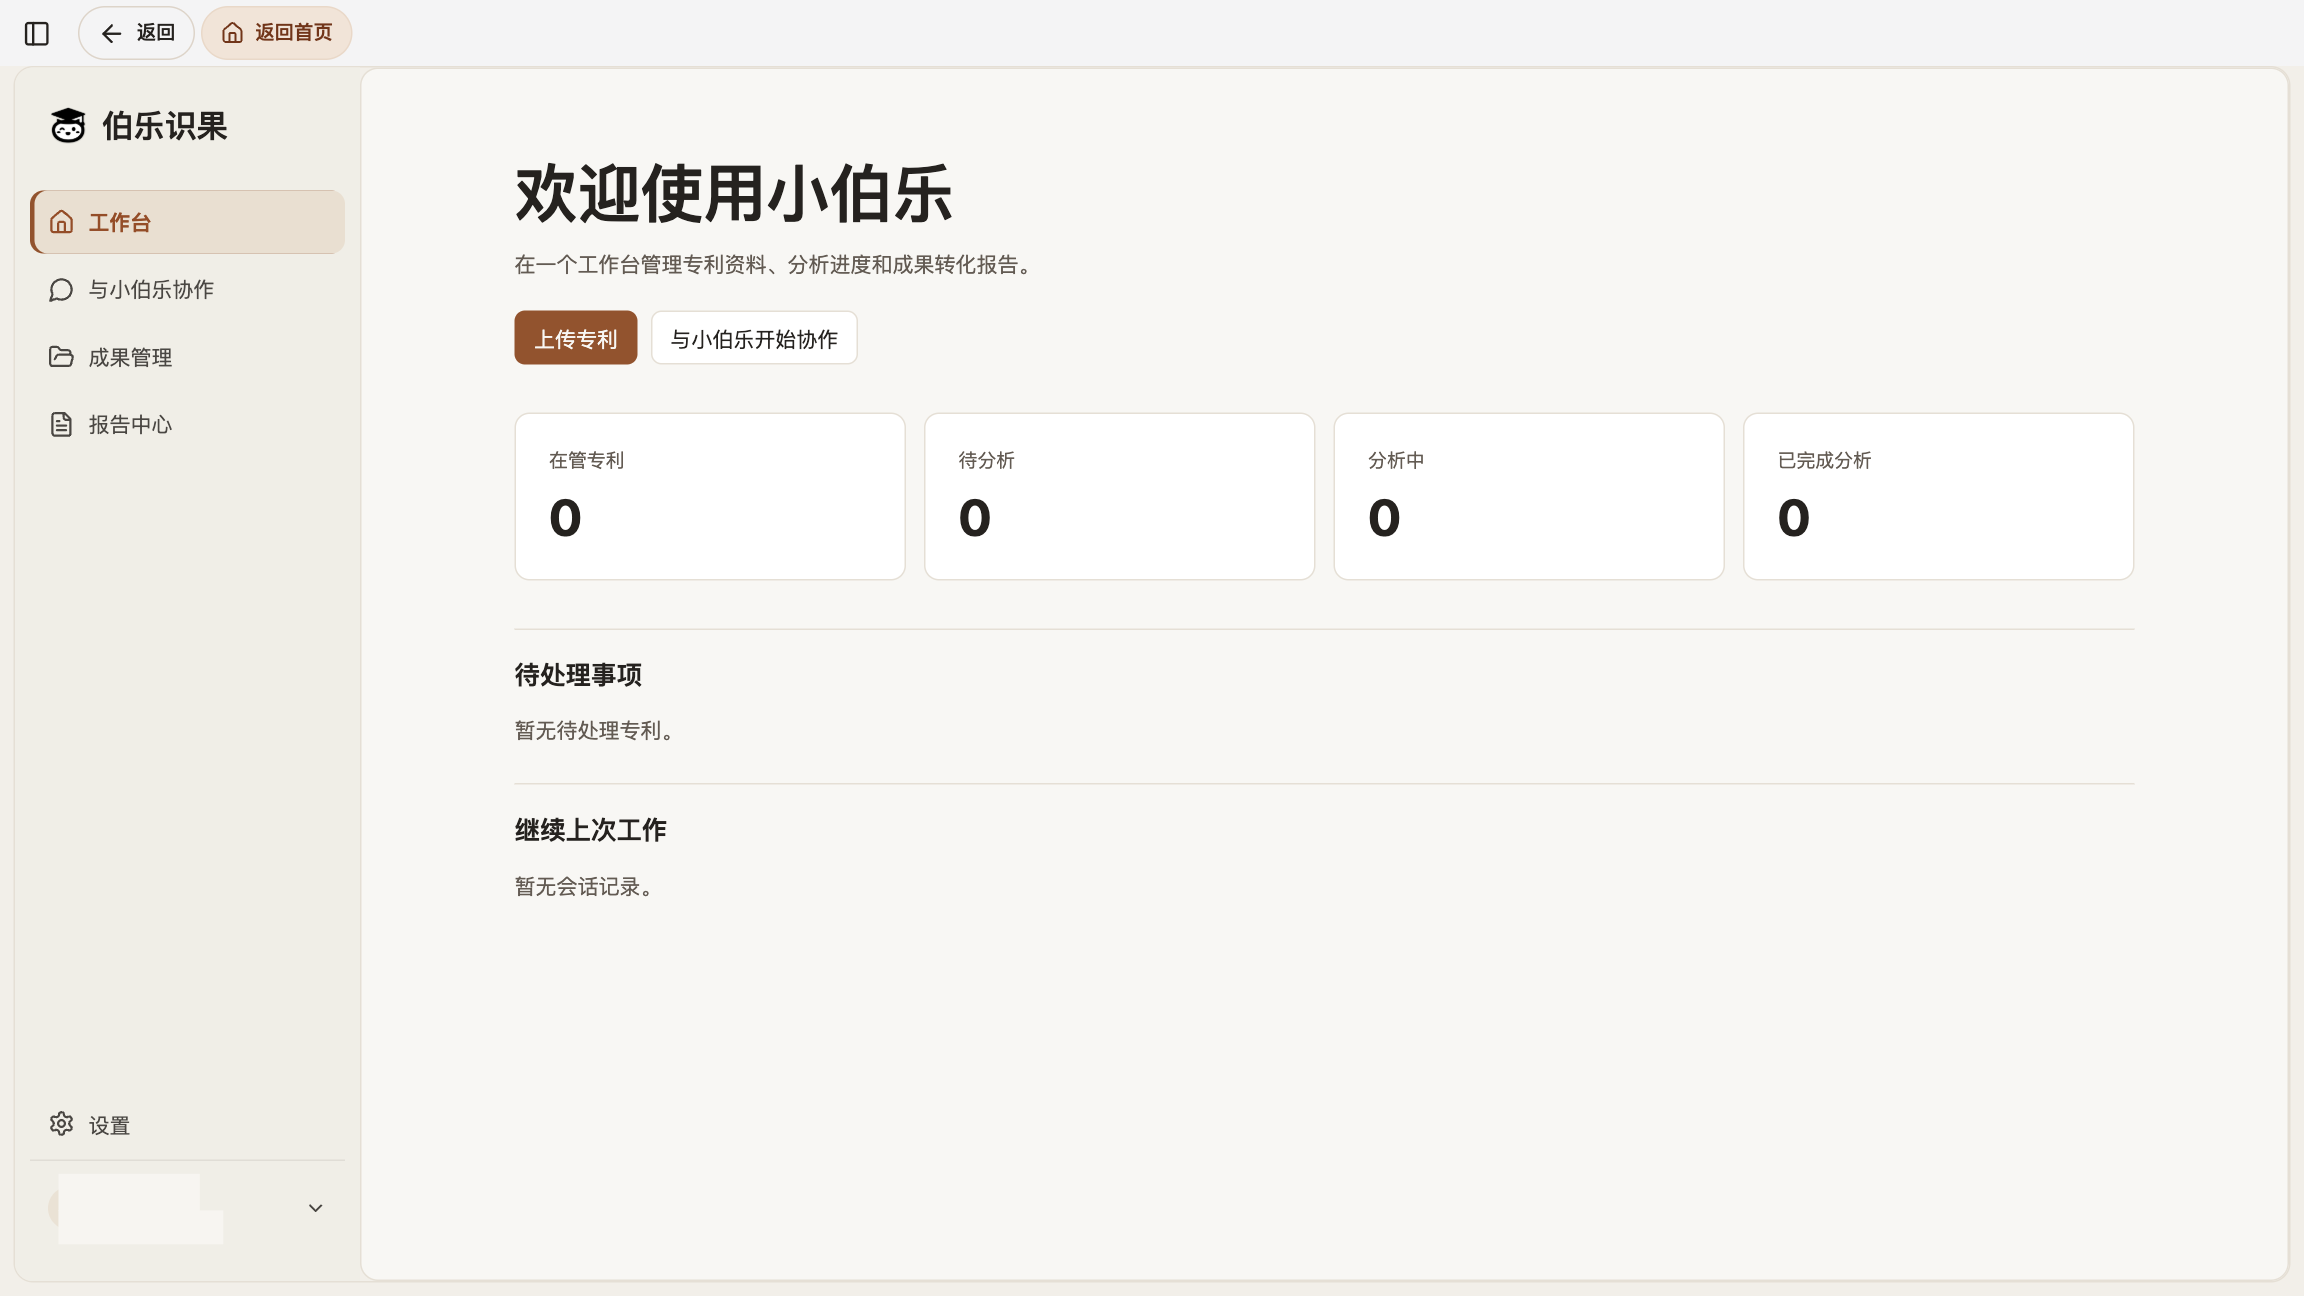 返回
返回首页
伯乐识果
工作台
与小伯乐协作
成果管理
报告中心
设置
欢迎使用小伯乐
在一个工作台管理专利资料、分析进度和成果转化报告。
上传专利
与小伯乐开始协作
在管专利
0
待分析
0
分析中
0
已完成分析
0
待处理事项
暂无待处理专利。
继续上次工作
暂无会话记录。